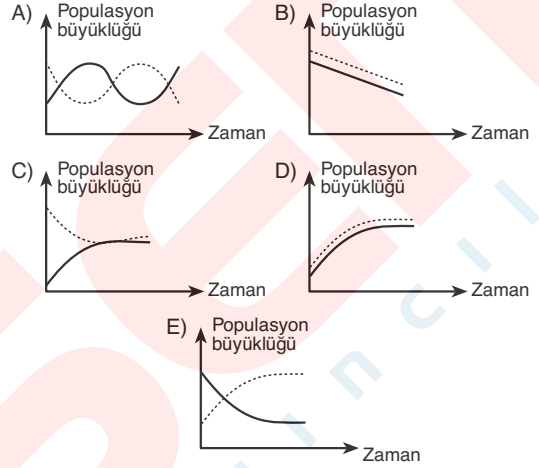 A) Populasyon
büyüklüğü
Zaman
B) Populasyon
büyüklüğü
Zaman
C) Populasyon
büyüklüğü
Zaman
D) Populasyon
büyüklüğü
Zaman
E) Populasyon
büyüklüğü
Zaman